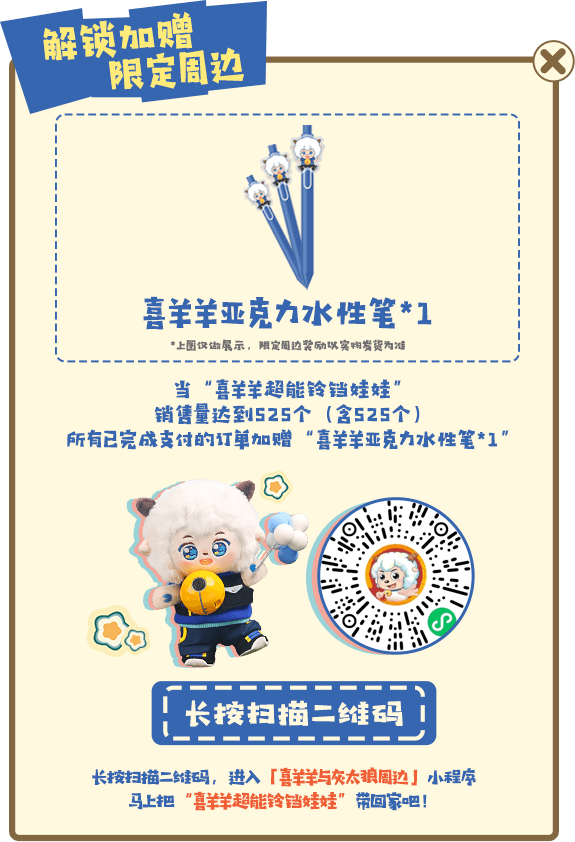 解锁加赠
限定周边
喜羊羊亚克力水性笔*1
*上图仅做展示，限定周边奖励以实物发货为准
当“喜羊羊超能铃铛娃娃”
销售量达到525个（含525个）
所有已完成支付的订单加赠“喜羊羊亚克力水性笔*1”
长按扫描二维码
长按扫描二维码，进入「喜羊羊与灰太狼周边」小程序
马上把“喜羊羊超能铃铛娃娃”带回家吧！